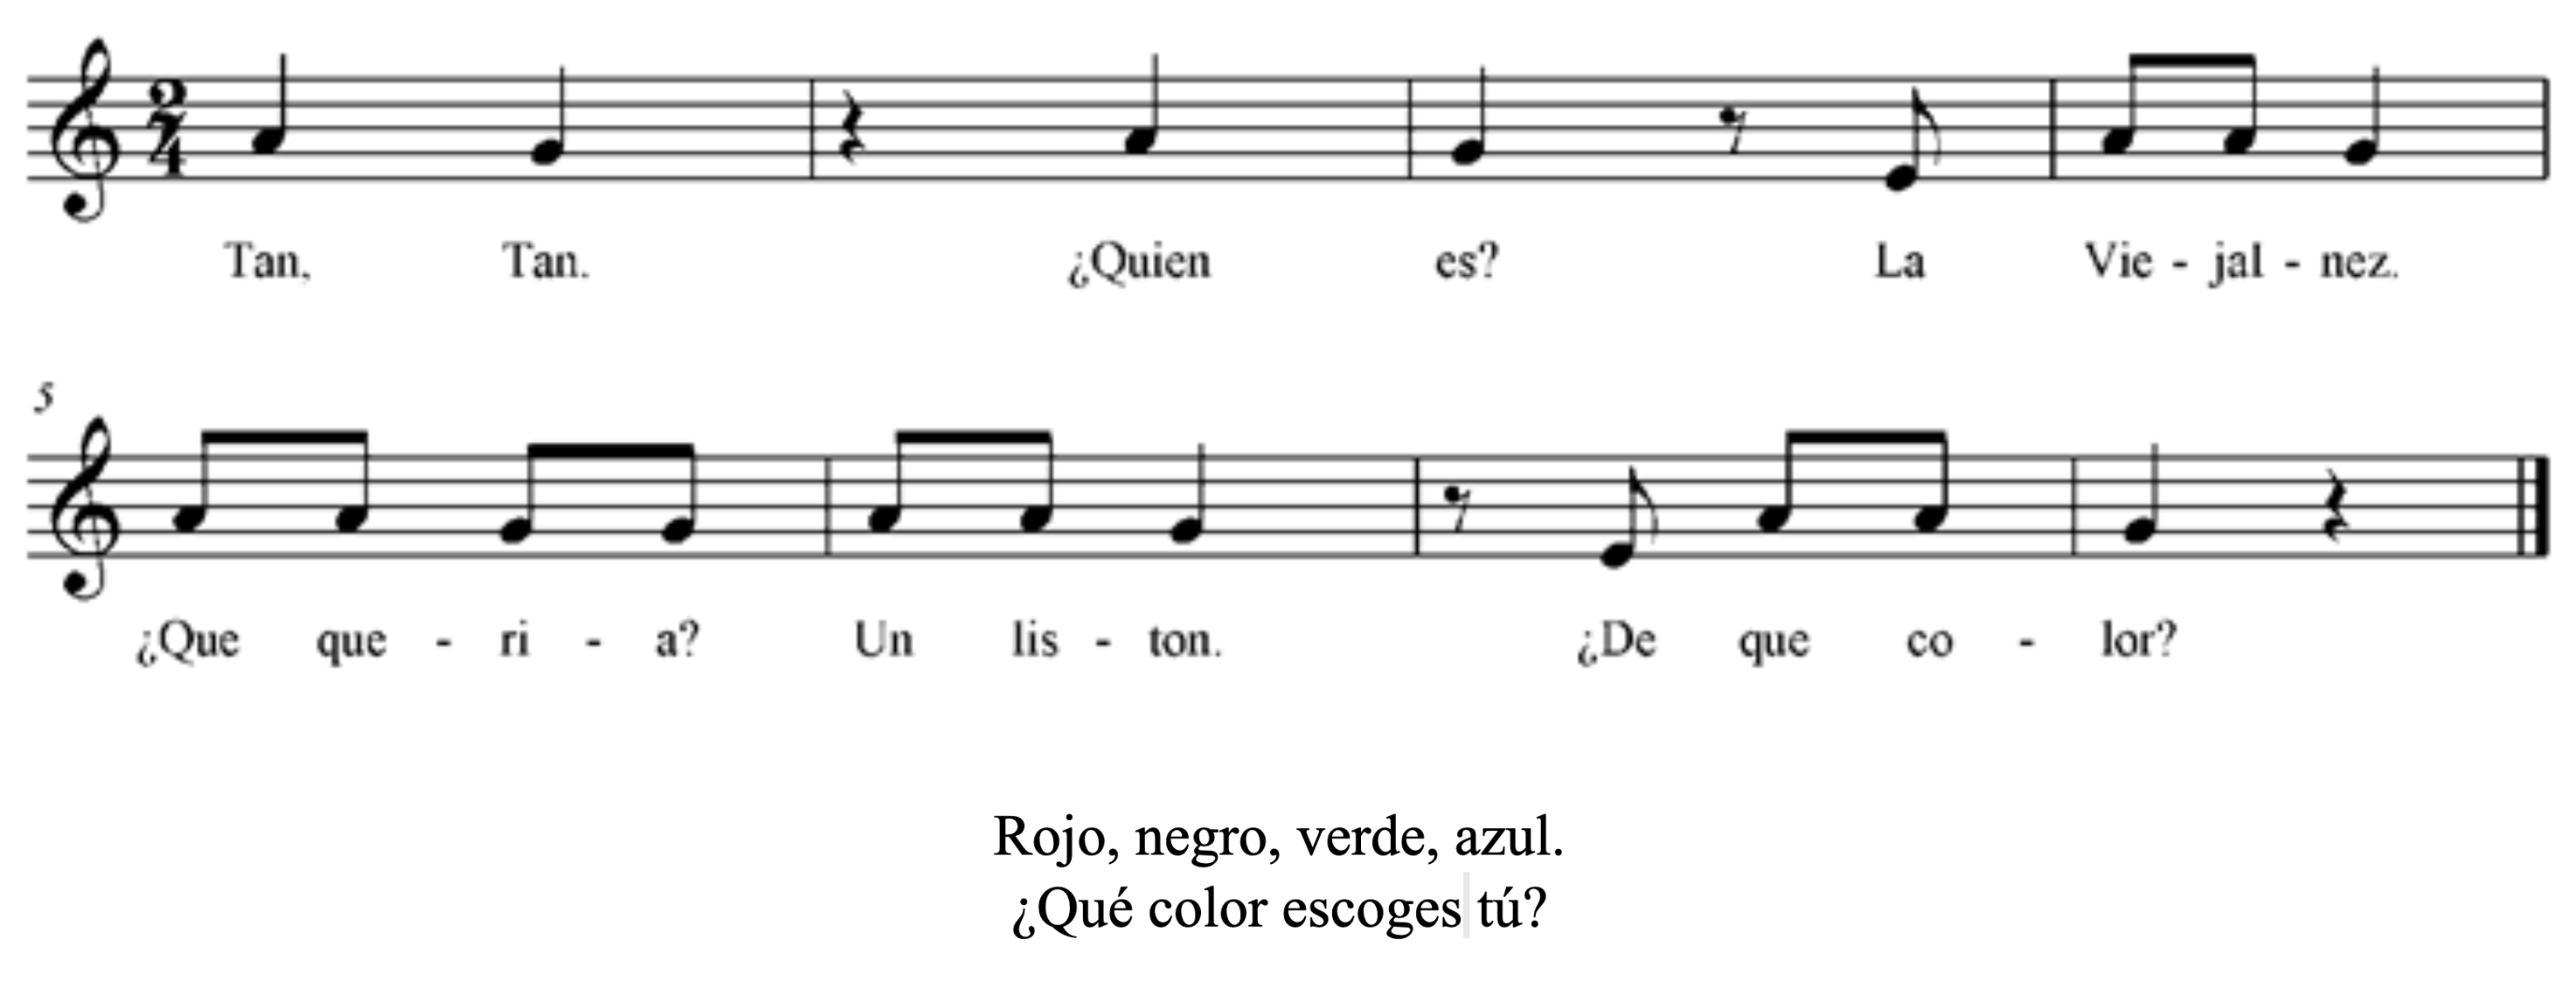 2
4
Tan, Tan. ¿Quien es? La Vie - jal - nez.
5
¿Que que - ri - a? Un lis - ton. ¿De que co - lor?
Rojo, negro, verde, azul.
¿Qué color escoges tú?